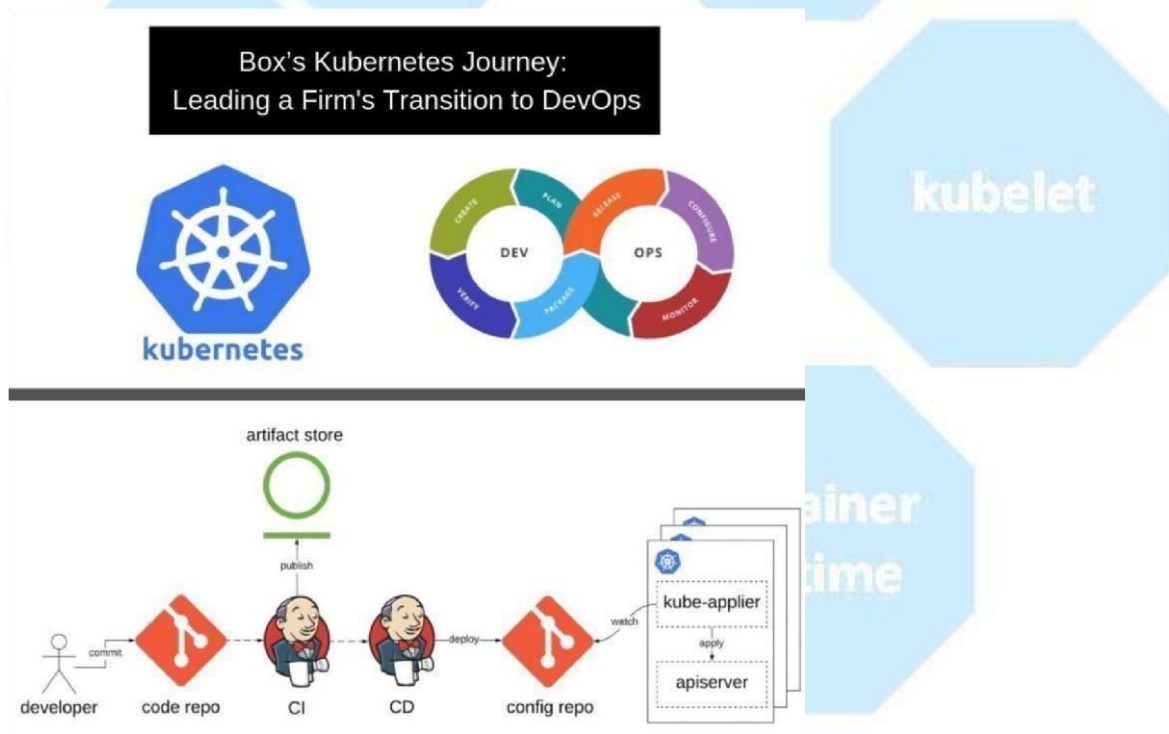 Box's Kubernetes Journey:
Leading a Firm's Transition to DevOps
kubernetes
CREATE
PLAN
RELEASE
CONFIGURE
DEV
OPS
VERIFY
PACKAGE
MONITOR
kubelet
artifact store
publish
ainer
time
kube-applier
watch
apply
commit
deploy
apiserver
developer
code repo
CI
CD
config repo